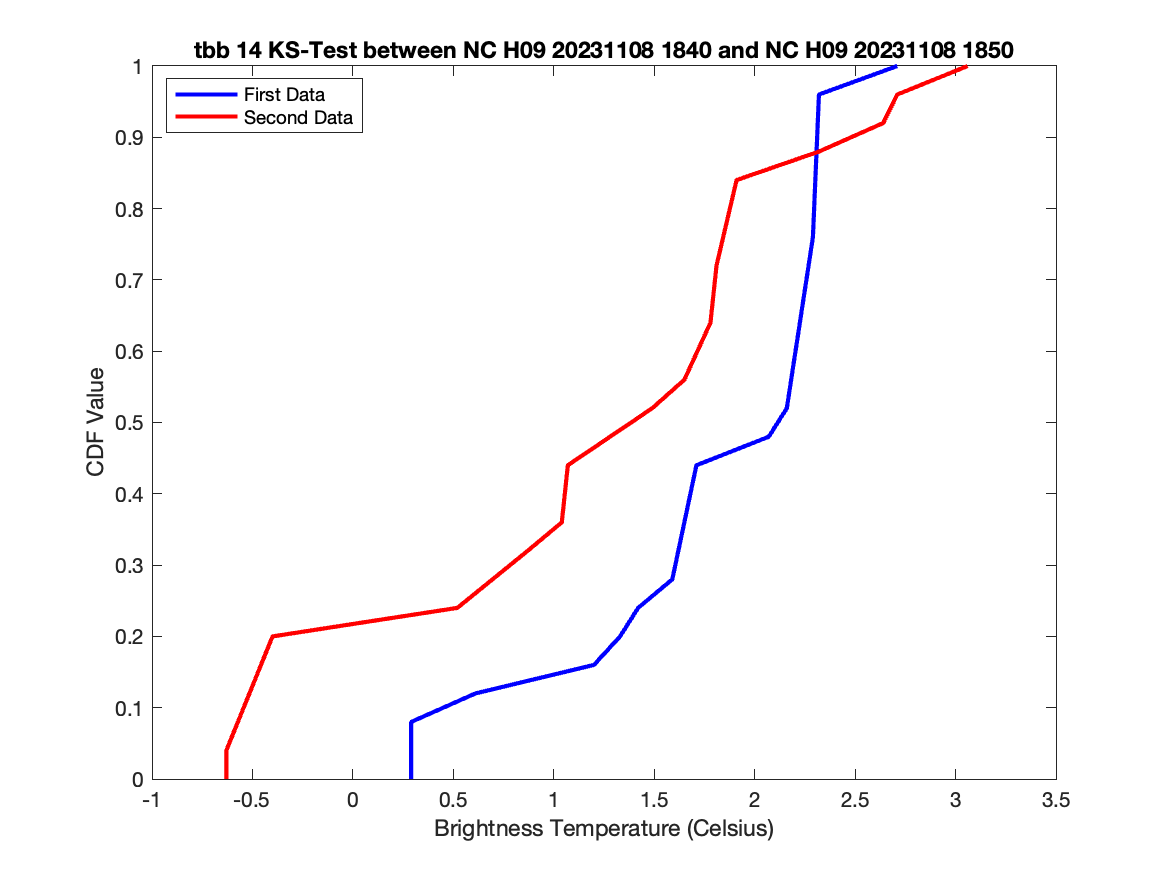 tbb 14 KS-Test between NC H09 20231108 1840 and NC H09 20231108 1850
First Data
Second Data
1
0.9
0.8
0.7
0.6
0.5
0.4
0.3
0.2
0.1
0
CDF Value
-1 -0.5 0 0.5 1 1.5 2 2.5 3 3.5
Brightness Temperature (Celsius)